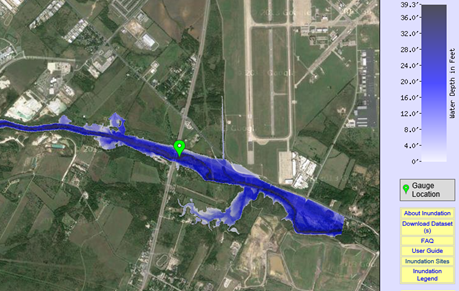 39.3'
36.0'
32.0'
28.0'
24.0'
20.0'
16.0'
12.0'
8.0'
4.0'
0.0'
Water Depth in Feet
Gauge
Location
About Inundation
Download Dataset
(s)
FAQ
User Guide
Inundation Sites
Inundation
Legend